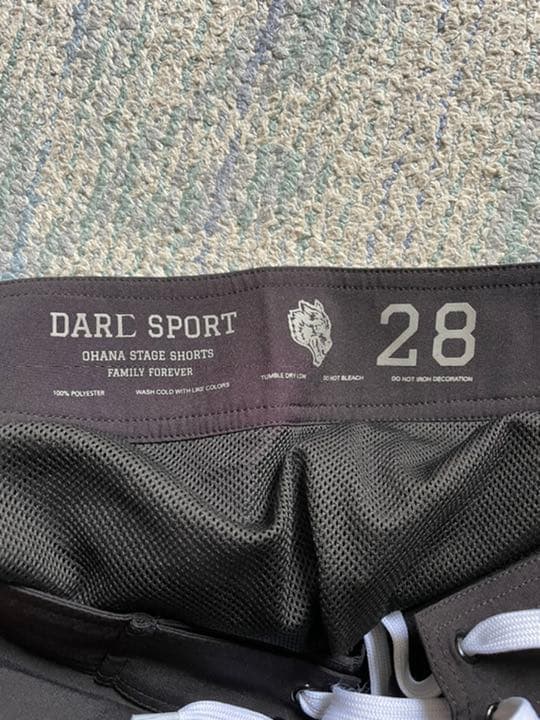 DARC SPORT
OHANA STAGE SHORTS
FAMILY FOREVER
100% POLYESTER
WASH COLD WITH LIKE COLORS
TUMBLE DRY LOW
DO NOT BLEACH
DO NOT IRON DECORATION
28